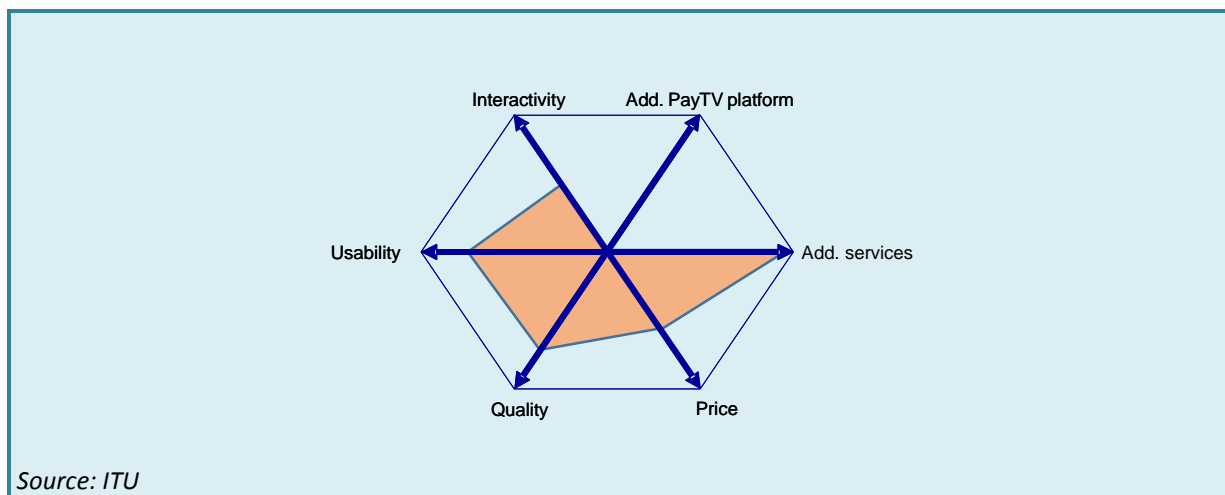 Interactivity
Add. PayTV platform
Usability
Add. services
Quality
Price
Source: ITU